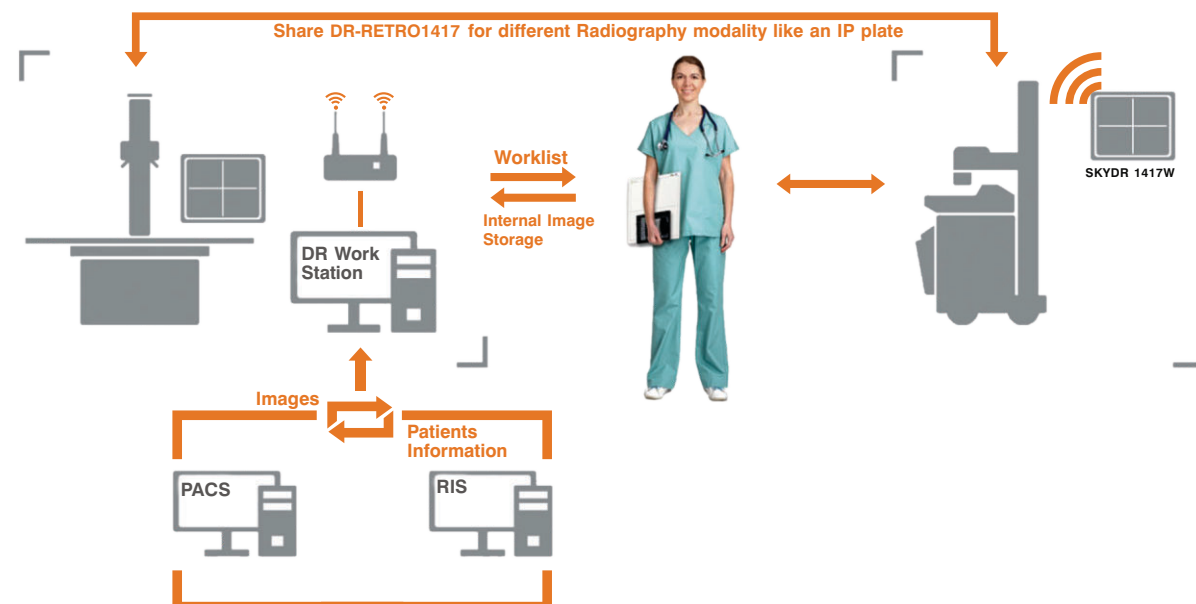 Share DR-RETRO1417 for different Radiography modality like an IP plate
Worklist
Internal Image
Storage
SKYDR 1417W
DR Work
Station
Images
Patients
Information
PACS
RIS